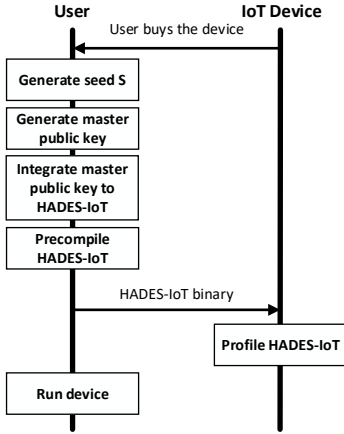 User
IoT Device
User buys the device
Generate seed S
Generate master
public key
Integrate master
public key to
HADES-IoT
Precompile
HADES-IoT
HADES-IoT binary
Profile HADES-IoT
Run device